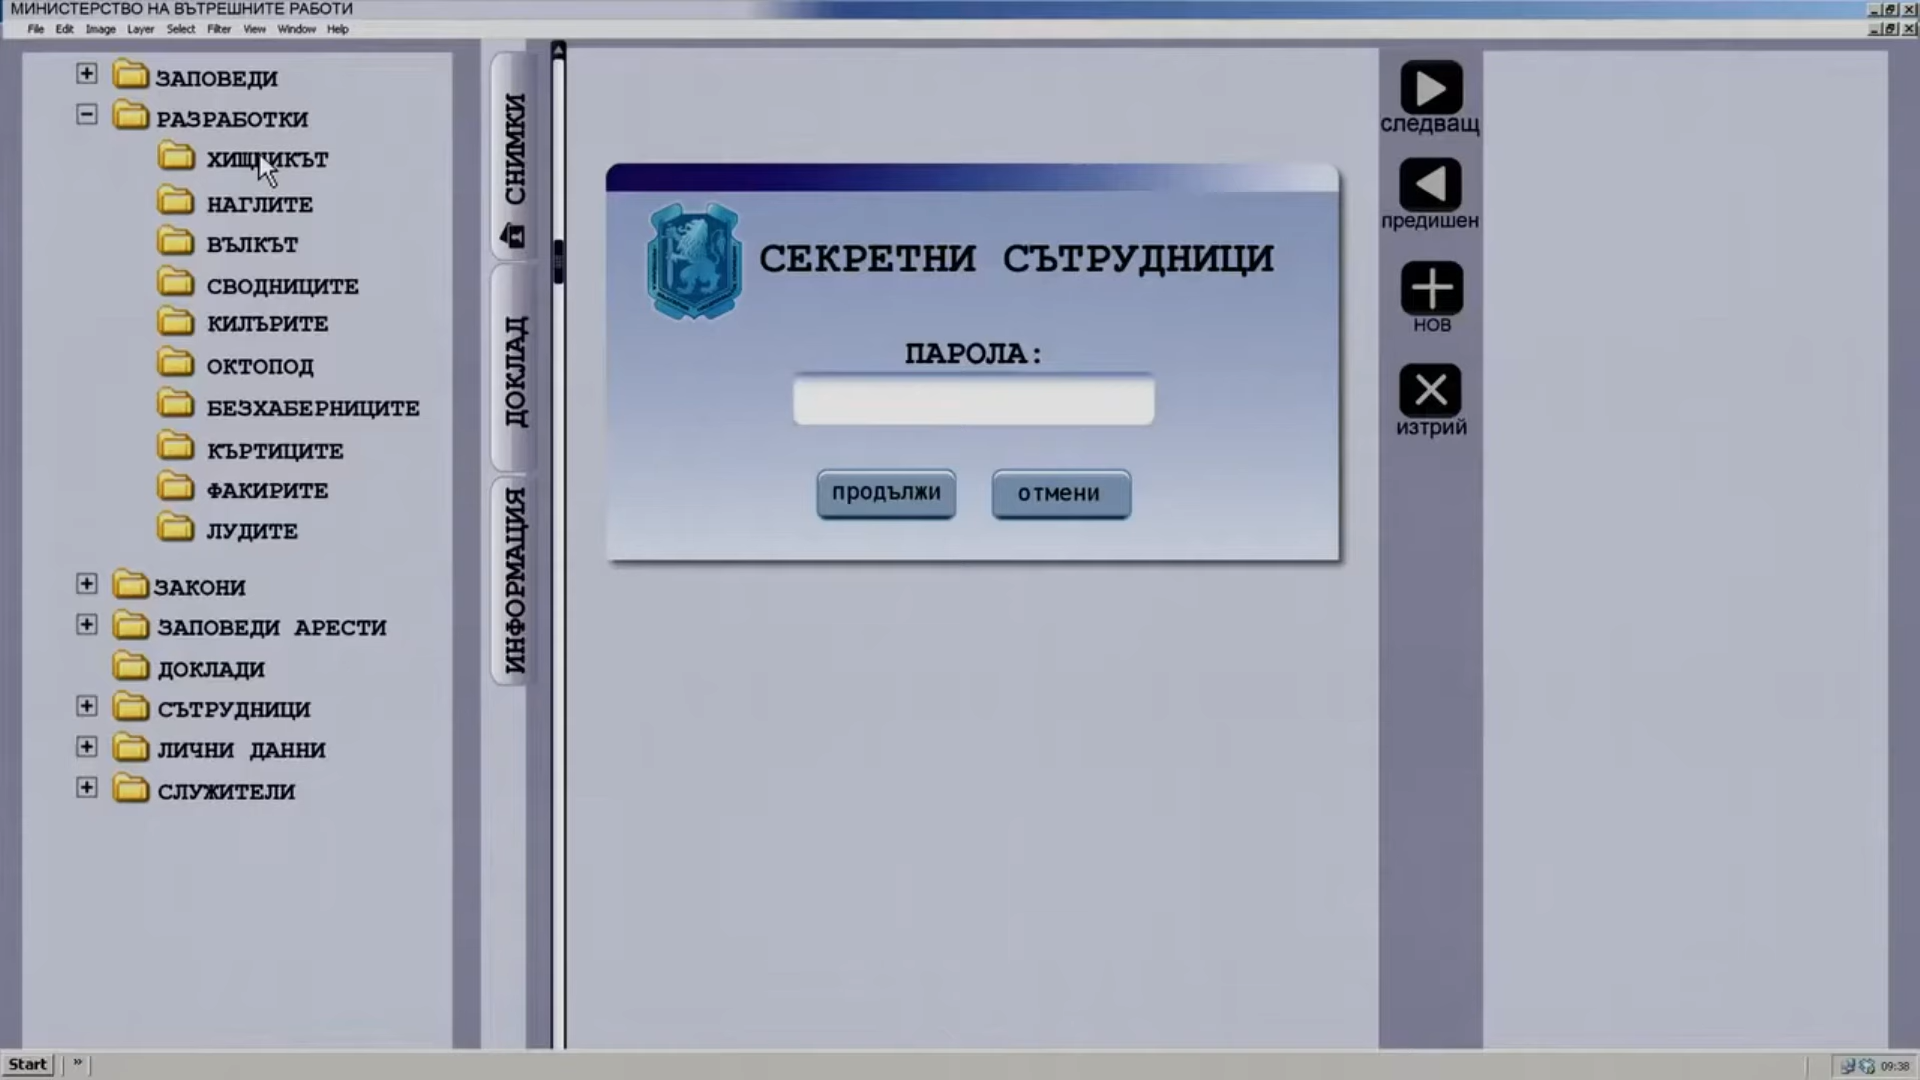 МИНИСТЕРСТВО НА ВЪТРЕШНИТЕ РАБОТИ
File Edit Image Layer Select Filter View Window Help
ЗАПОВЕДИ
РАЗРАБОТКИ
ХИЩНИКЪТ
НАГЛИТЕ
ВЪЛКЪТ
СВОДНИЦИТЕ
КИЛЪРИТЕ
ОКТОПОД
БЕЗХАБЕРНИЦИТЕ
КЪРТИЦИТЕ
ФАКИРИТЕ
ЛУДИТЕ
ЗАКОНИ
ЗАПОВЕДИ АРЕСТИ
ДОКЛАДИ
СЪТРУДНИЦИ
ЛИЧНИ ДАННИ
СЛУЖИТЕЛИ
СНИМКИ
ДОКЛАД
ИНФОРМАЦИЯ
СЕКРЕТНИ СЪТРУДНИЦИ
ПАРОЛА:
продължи
отмени
следващ
предишен
нов
изтрий
Start
09:38